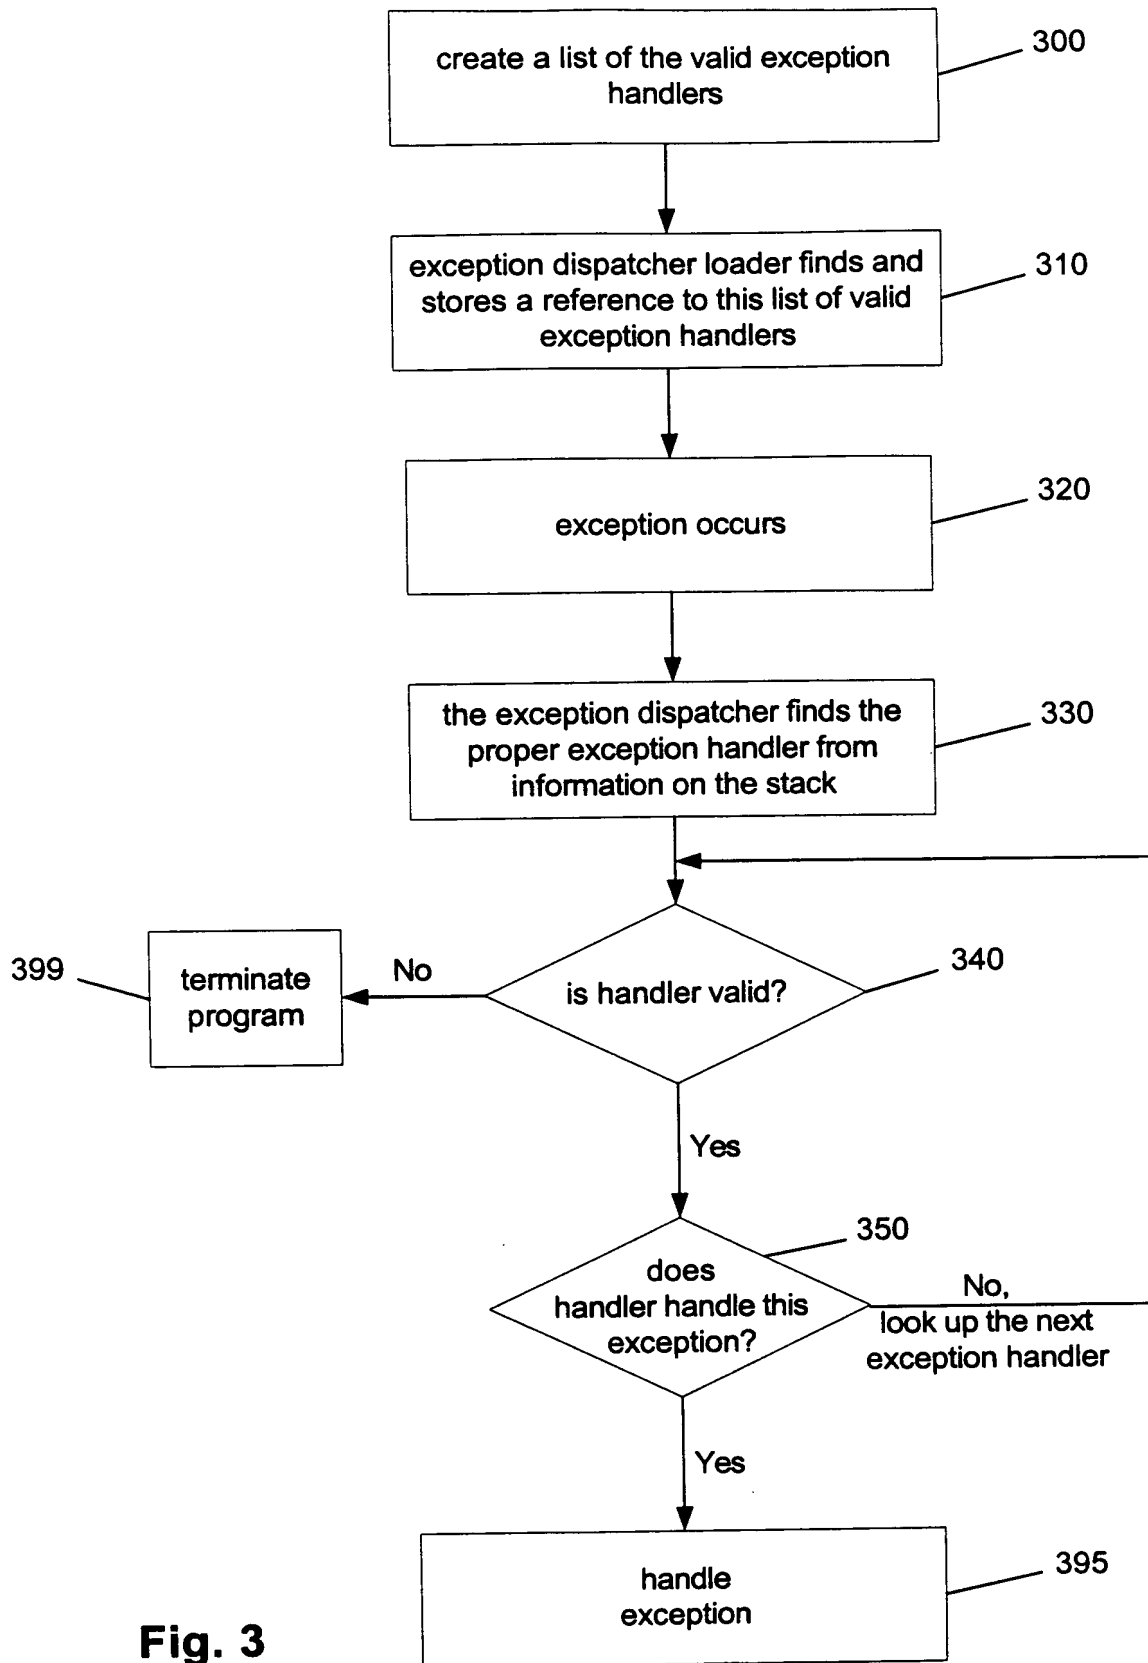 create a list of the valid exception
handlers
300
exception dispatcher loader finds and
stores a reference to this list of valid
exception handlers
310
exception occurs
320
the exception dispatcher finds the
proper exception handler from
information on the stack
330
399
terminate
program
No
is handler valid?
340
Yes
350
does
handler handle this
exception?
No,
look up the next
exception handler
Yes
handle
exception
395
Fig. 3